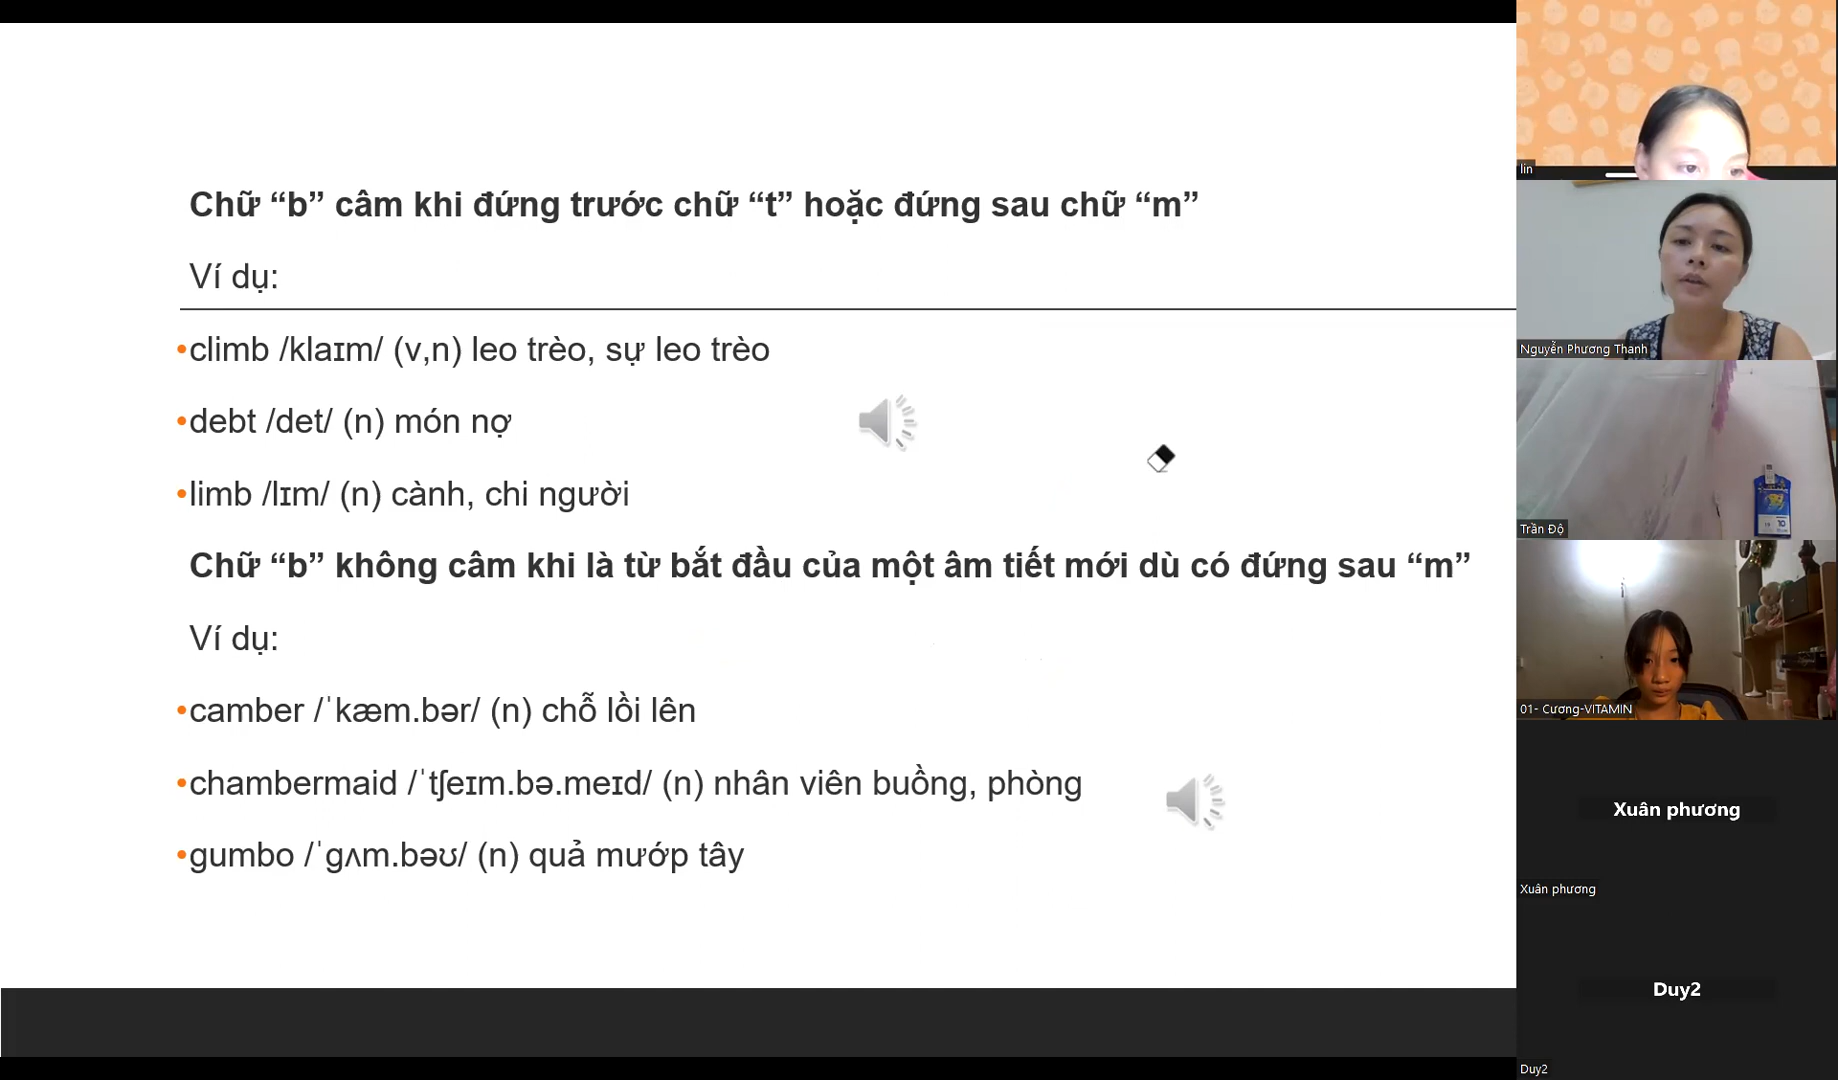 Chữ “b” câm khi đứng trước chữ “t” hoặc đứng sau chữ “m”
Ví dụ:
•climb /klaɪm/ (v,n) leo trèo, sự leo trèo
•debt /det/ (n) món nợ
•limb /lɪm/ (n) cành, chi người
Chữ “b” không câm khi là từ bắt đầu của một âm tiết mới dù có đứng sau “m”
Ví dụ:
•camber /ˈkæm.bər/ (n) chỗ lồi lên
•chambermaid /ˈtʃeɪm.bə.meɪd/ (n) nhân viên buồng, phòng
•gumbo /ˈgʌm.bəʊ/ (n) quả mướp tây
lin
Nguyễn Phương Thanh
Trần Độ
01- Cương-VITAMIN
Xuân phương
Xuân phương
Duy2
Duy2